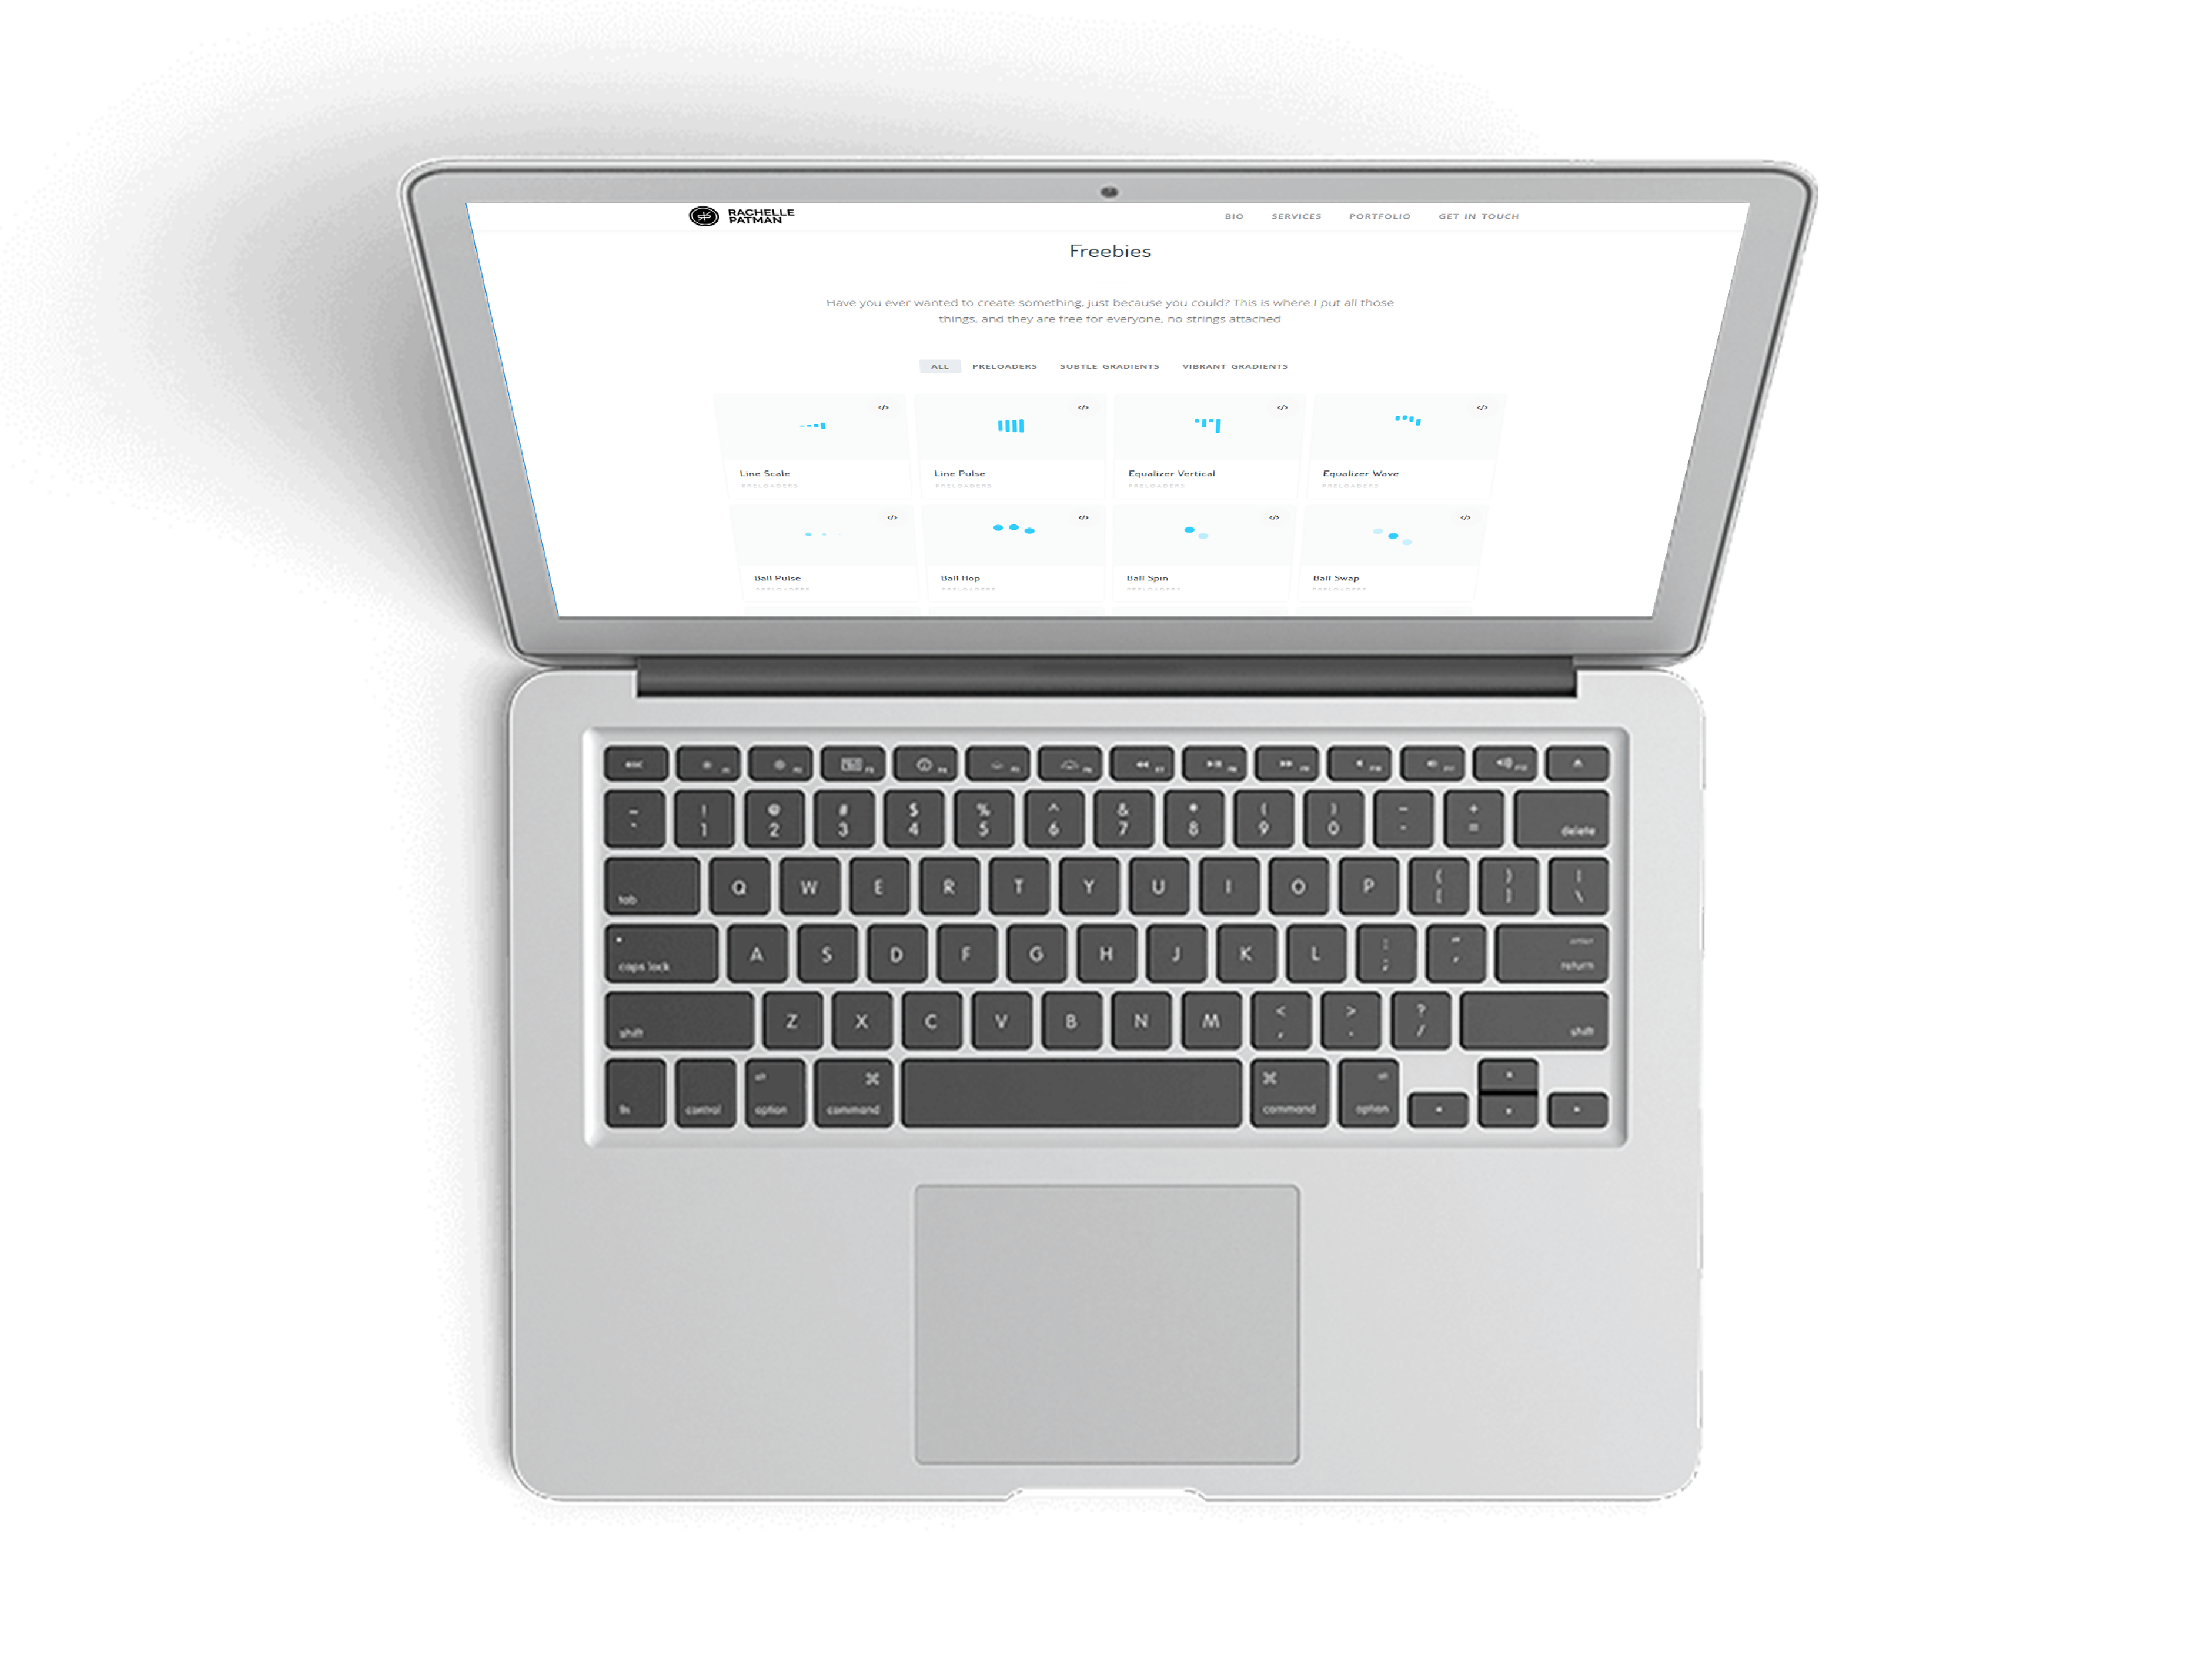 RACHELLE
PATMAN
BIO SERVICES PORTFOLIO GET IN TOUCH
Freebies
Have you ever wanted to create something, just because you could? This is where I put all those
things, and they are free for everyone, no strings attached
ALL PRELOADERS SUBTLE GRADIENTS VIBRANT GRADIENTS
</> </> </> </>
Line Scale Line Pulse Equalizer Vertical Equalizer Wave
PRELOADERS PRELOADERS PRELOADERS PRELOADERS
</> </> </> </>
Ball Pulse Ball Hop Ball Spin Ball Swap
PRELOADERS PRELOADERS PRELOADERS PRELOADERS
esc
! @ # $ % ^ & * ( ) – +
1 2 3 4 5 6 7 8 9 0 - = delete
Q W E R T Y U I O P { } |
tab [ ] \
A S D F G H J K L : " enter
caps lock ; ' return
Z X C V B N M < > ?
shift , . / shift
alt ⌘ ⌘ alt
fn control option command command option